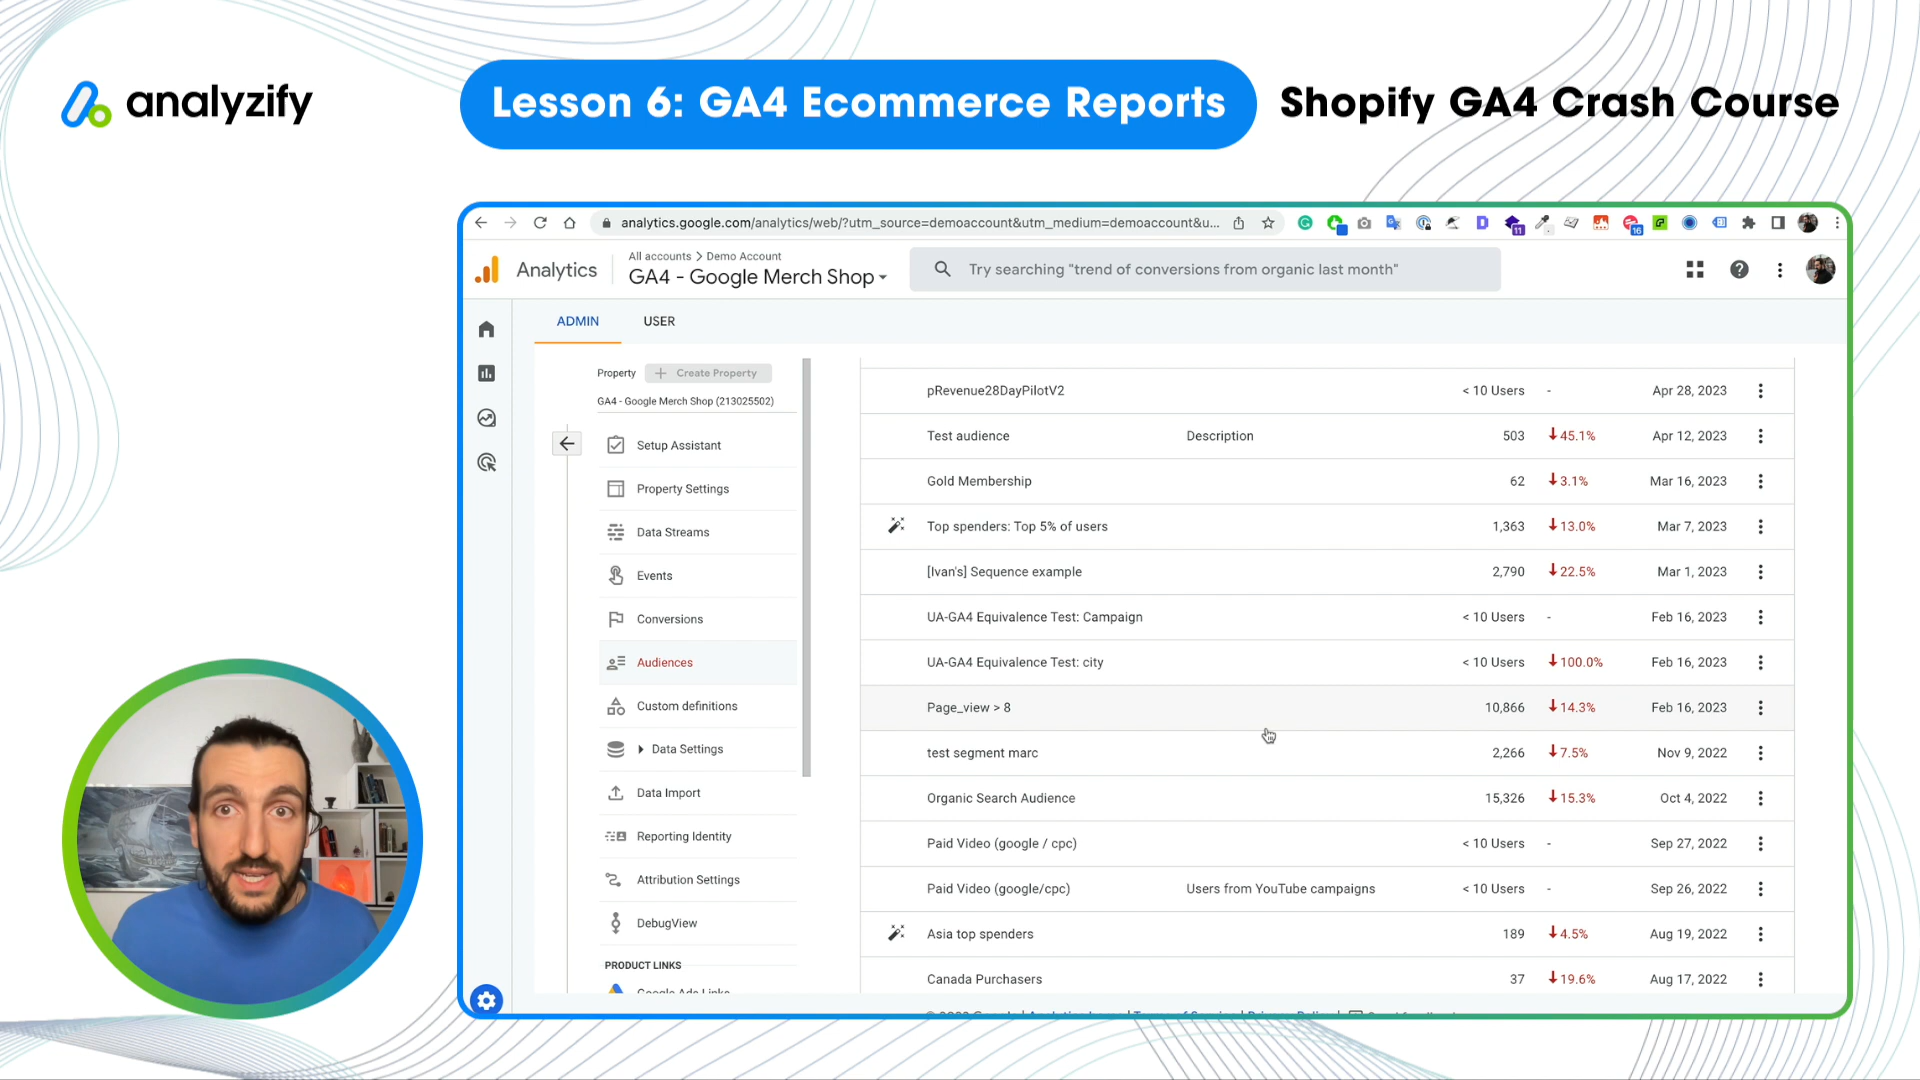 analyzify
Lesson 6: GA4 Ecommerce Reports
Shopify GA4 Crash Course
analytics.google.com/analytics/web/?utm_source=demoaccount&utm_medium=demoaccount&u...
11
16
Analytics
All accounts > Demo Account
GA4 - Google Merch Shop
Try searching "trend of conversions from organic last month"
ADMIN
USER
Property
+ Create Property
GA4 - Google Merch Shop (213025502)
Setup Assistant
Property Settings
Data Streams
Events
Conversions
Audiences
Custom definitions
Data Settings
Data Import
Reporting Identity
Attribution Settings
DebugView
PRODUCT LINKS
Google Ads Links
pRevenue28DayPilotV2 < 10 Users - Apr 28, 2023
Test audience Description 503 45.1% Apr 12, 2023
Gold Membership 62 3.1% Mar 16, 2023
Top spenders: Top 5% of users 1,363 13.0% Mar 7, 2023
[Ivan's] Sequence example 2,790 22.5% Mar 1, 2023
UA-GA4 Equivalence Test: Campaign < 10 Users - Feb 16, 2023
UA-GA4 Equivalence Test: city < 10 Users 100.0% Feb 16, 2023
Page_view > 8 10,866 14.3% Feb 16, 2023
test segment marc 2,266 7.5% Nov 9, 2022
Organic Search Audience 15,326 15.3% Oct 4, 2022
Paid Video (google / cpc) < 10 Users - Sep 27, 2022
Paid Video (google/cpc) Users from YouTube campaigns < 10 Users - Sep 26, 2022
Asia top spenders 189 4.5% Aug 19, 2022
Canada Purchasers 37 19.6% Aug 17, 2022